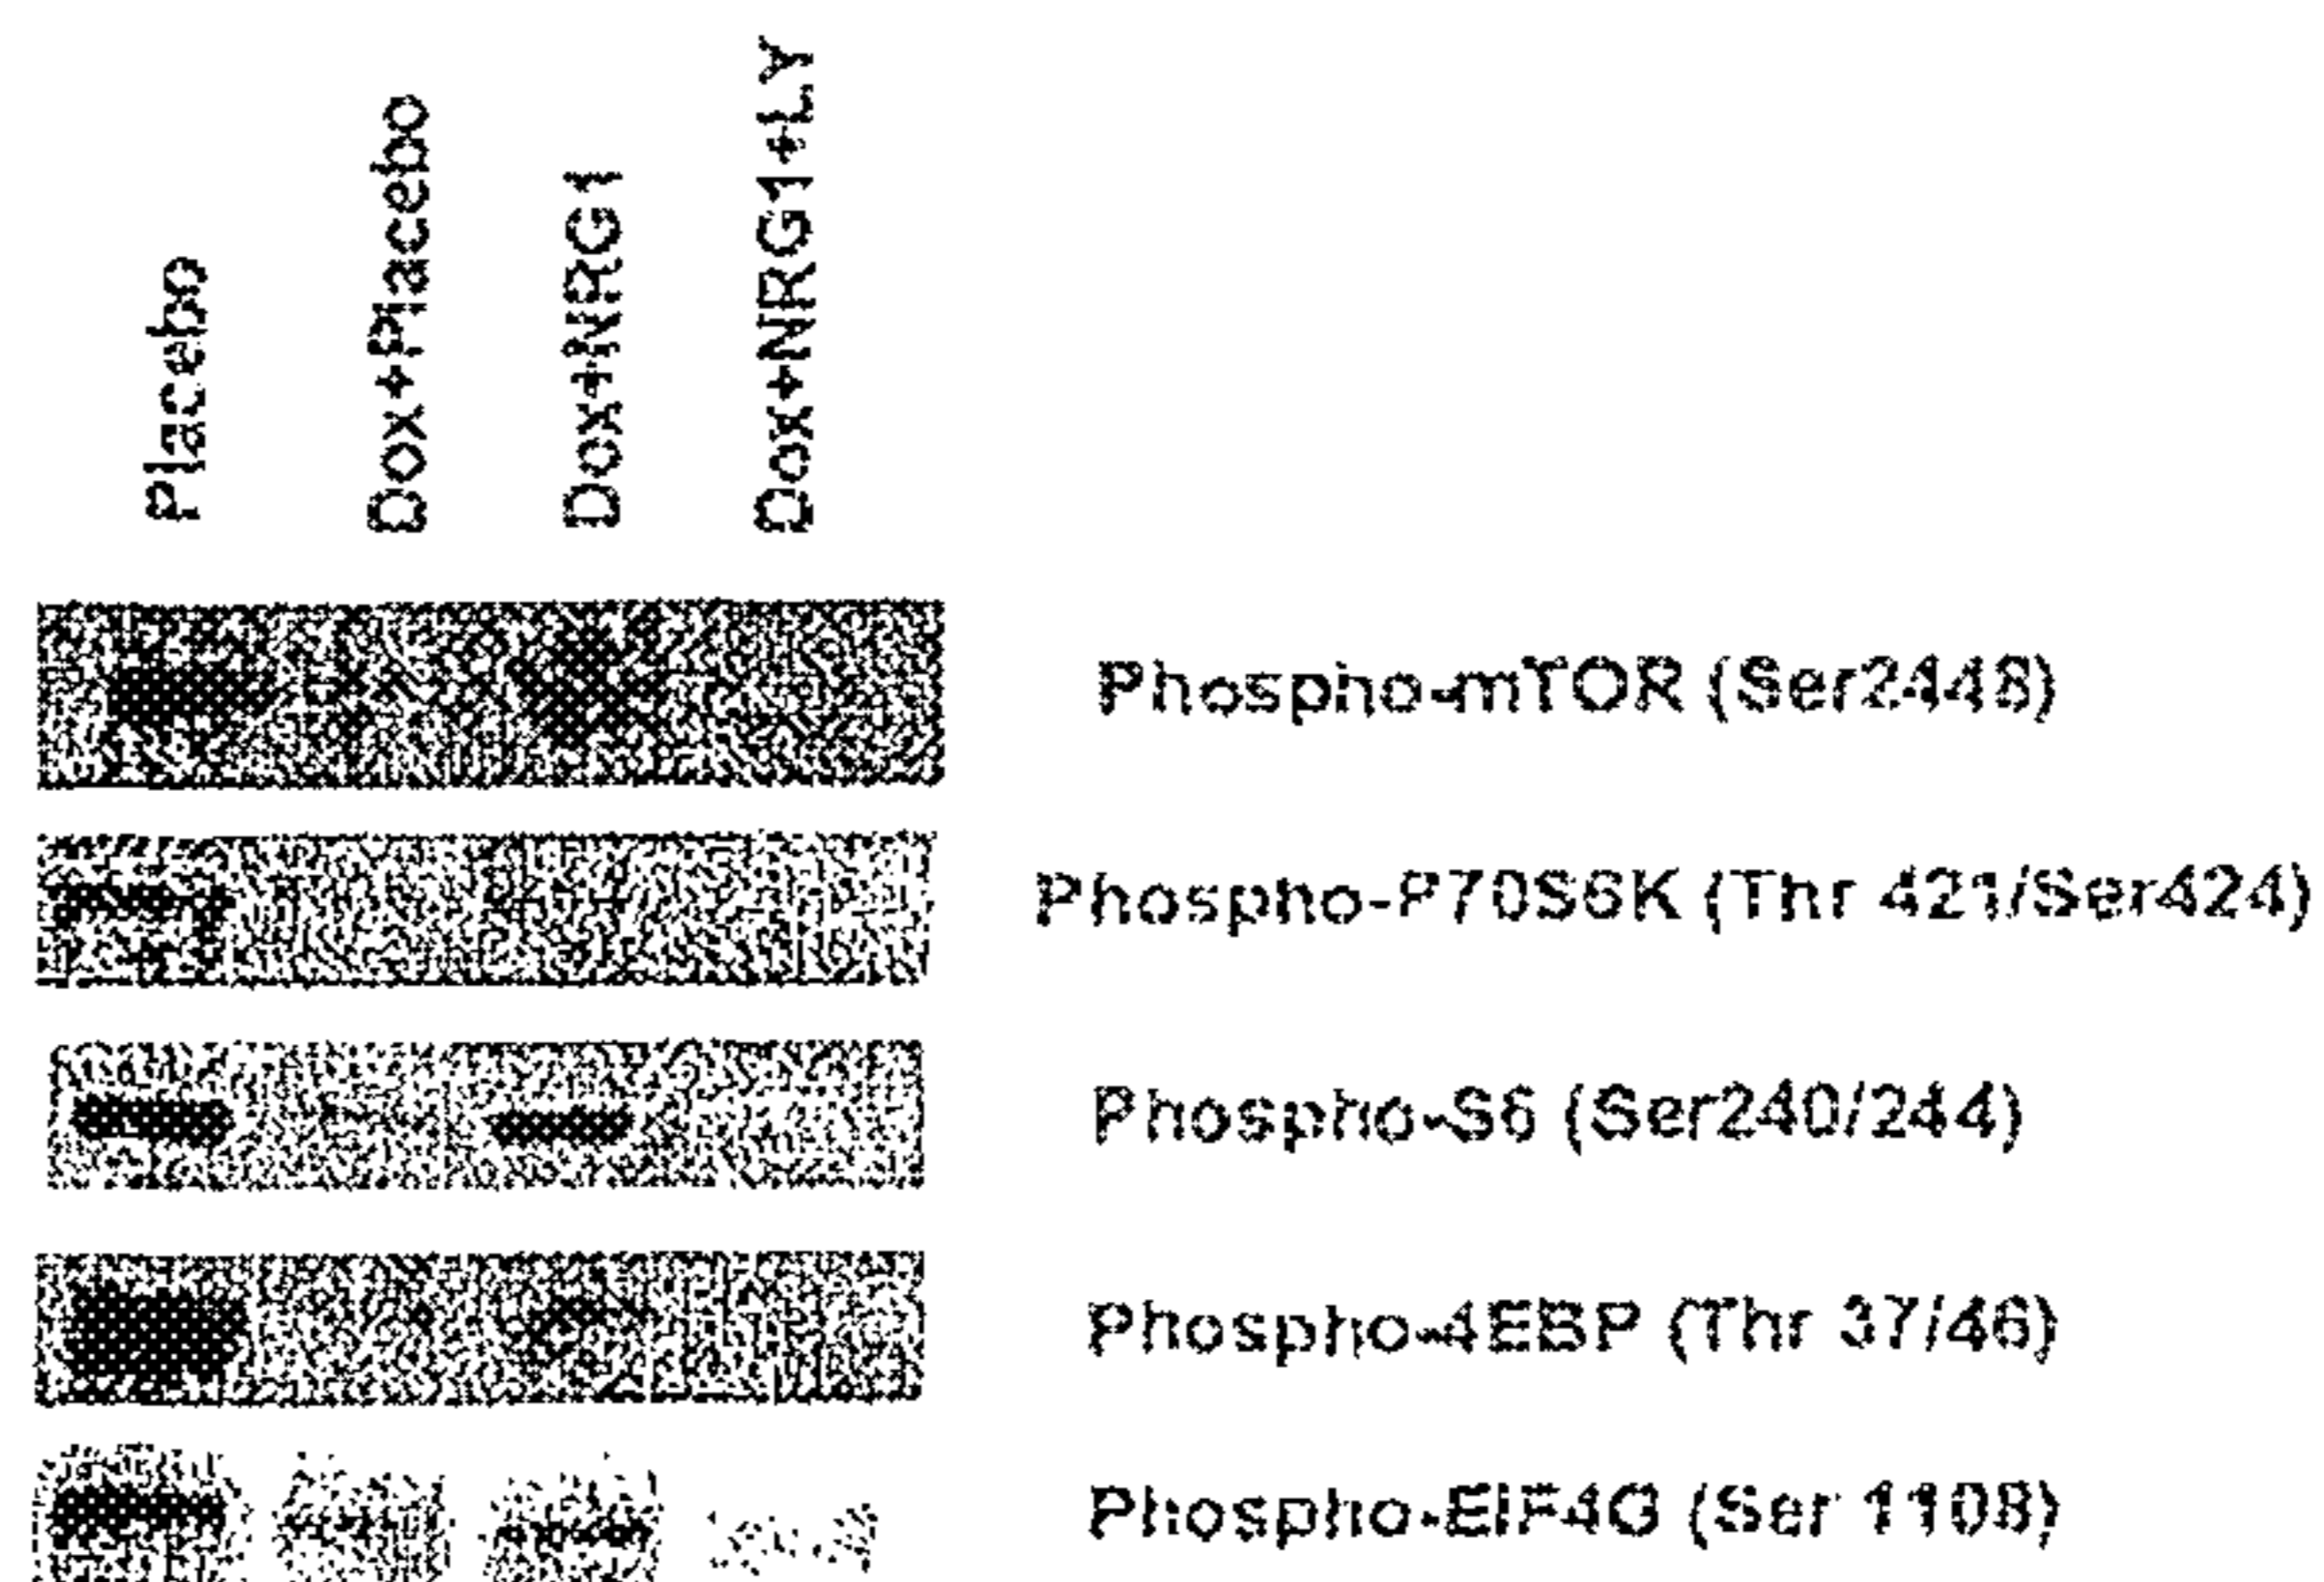 Placebo
Dox+Placebo
Dox+NRG1
Dox+NRG1+LY
Phospho-mTOR (Ser2448)
Phospho-P70S6K (Thr 421/Ser424)
Phospho-S6 (Ser240/244)
Phospho-4EBP (Thr 37/46)
Phospho-EIF4G (Ser 1108)